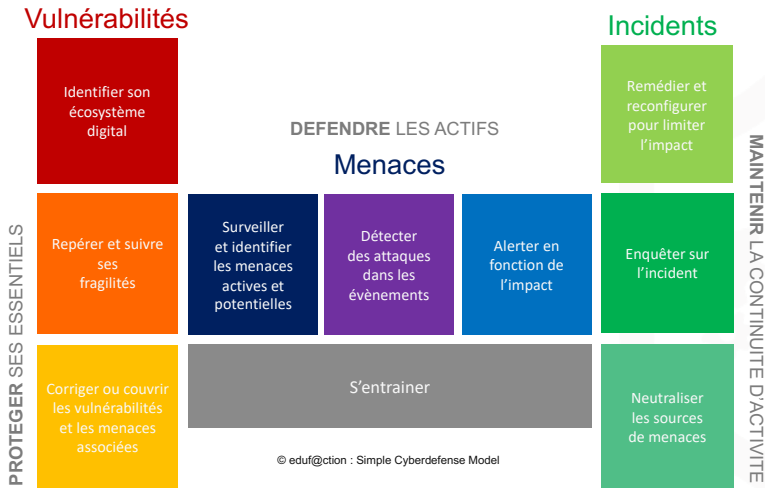 Vulnérabilités
Incidents
Identifier son
écosystème
digital
Remédier et
reconfigurer
pour limiter
l'impact
DEFENDRE LES ACTIFS
Menaces
PROTEGER SES ESSENTIELS
Repérer et suivre
ses
fragilités
Surveiller
et identifier
les menaces
actives et
potentielles
Détecter
des attaques
dans les
évènements
Alerter en
fonction de
l'impact
Enquêter sur
l'incident
MAINTENIR LA CONTINUITE D'ACTIVITE
Corriger ou couvrir
les vulnérabilités
et les menaces
associées
S'entrainer
Neutraliser
les sources
de menaces
© eduf@ction : Simple Cyberdefense Model